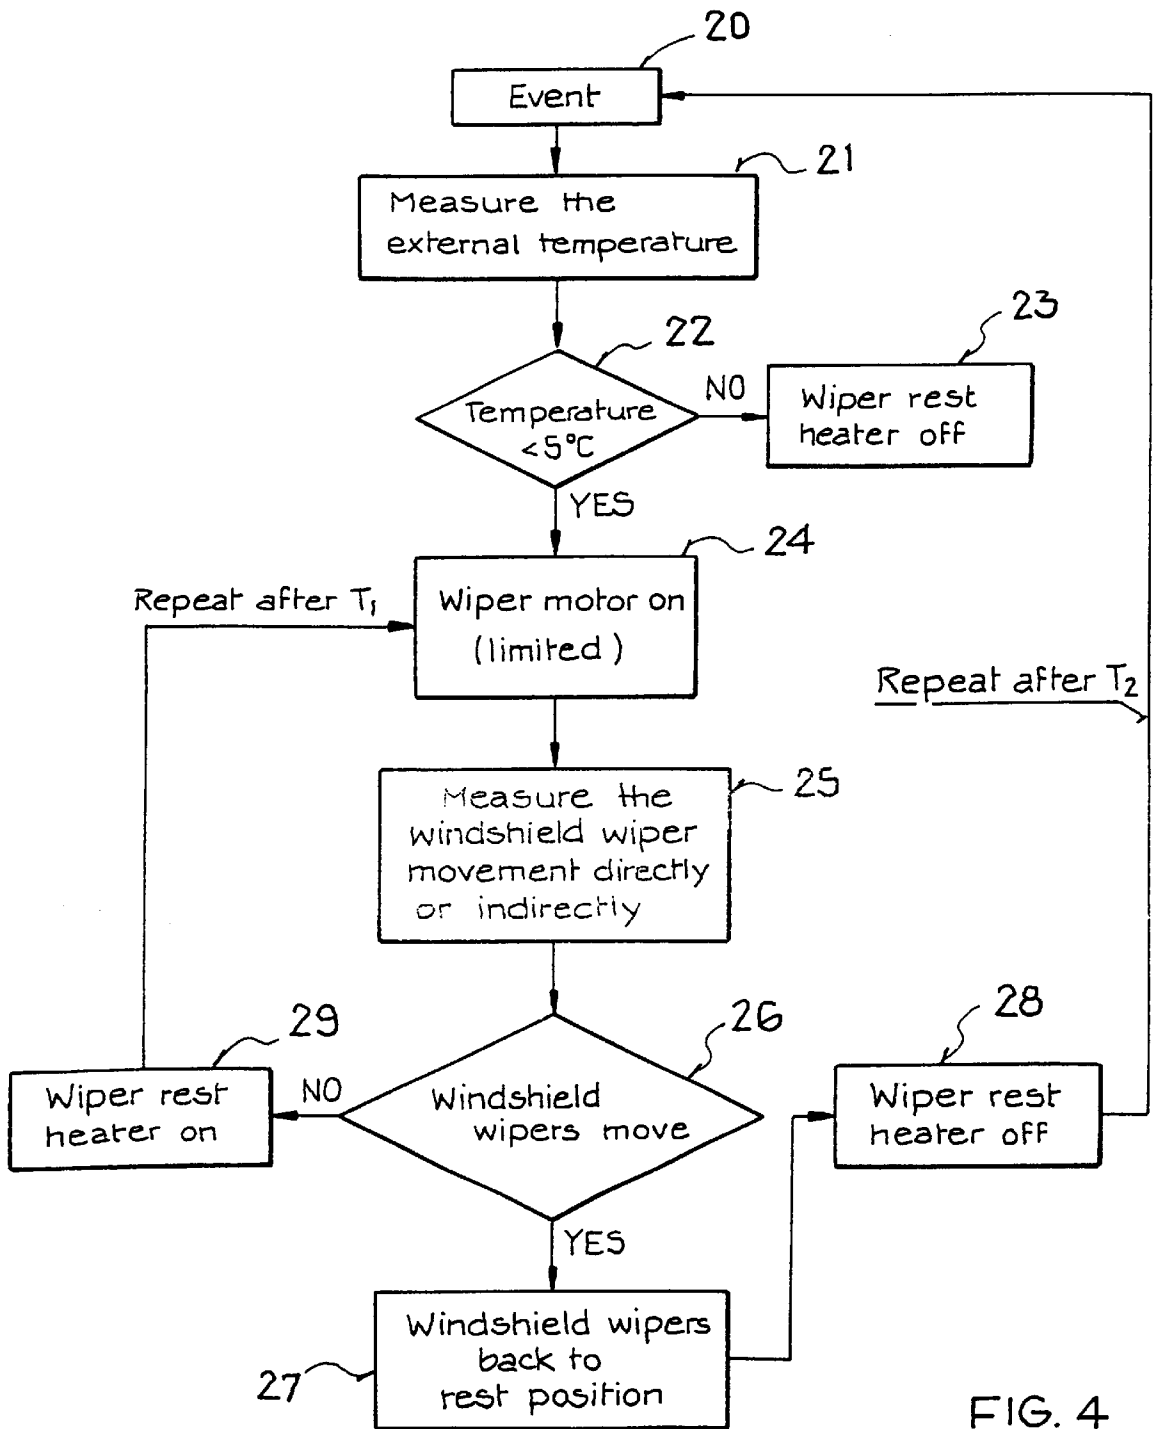 20
Event
21
Measure the
external temperature
22
Temperature
<5°C
NO
23
Wiper rest
heater off
YES
24
Repeat after T₁
Wiper motor on
(limited)
Repeat after T₂
25
Measure the
windshield wiper
movement directly
or indirectly
29
Wiper rest
heater on
NO
26
Windshield
wipers move
28
Wiper rest
heater off
YES
27
Windshield wipers
back to
rest position
FIG. 4